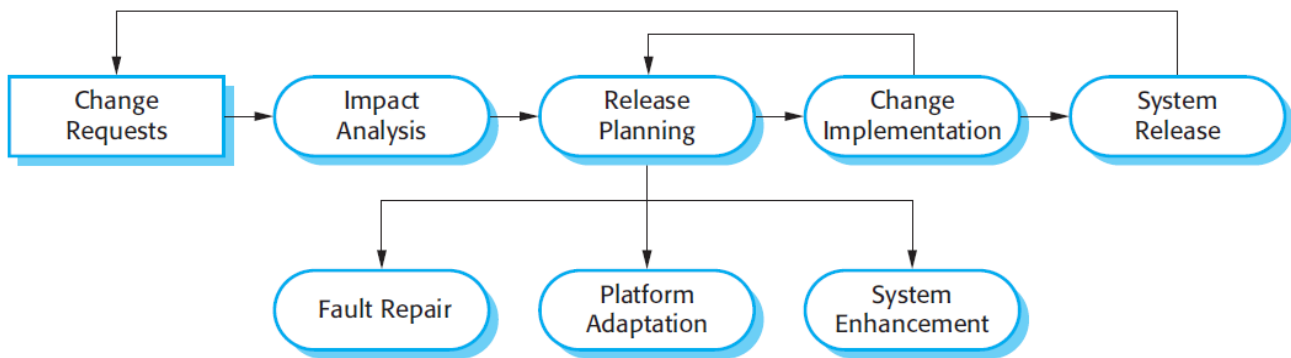 Change
Requests
Impact
Analysis
Release
Planning
Change
Implementation
System
Release
Fault Repair
Platform
Adaptation
System
Enhancement